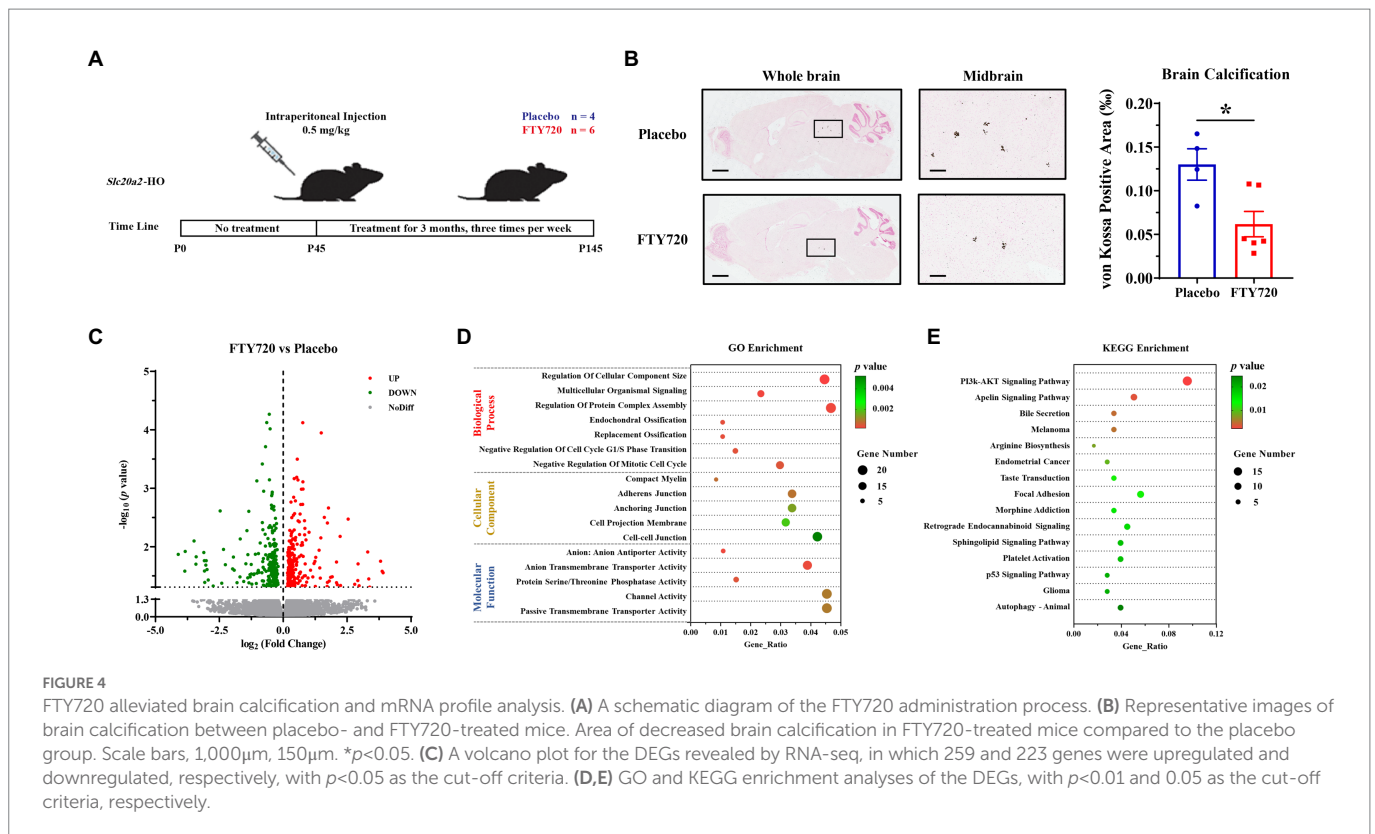 A
Intraperitoneal Injection
0.5 mg/kg
Placebo n = 4
FTY720 n = 6
Slc20a2-HO
Time Line
No treatment
Treatment for 3 months, three times per week
P0
P45
P145
B
Whole brain
Midbrain
Placebo
FTY720
Brain Calcification
von Kossa Positive Area (‰)
0.20
0.15
0.10
0.05
0.00
*
Placebo
FTY720
C
FTY720 vs Placebo
UP
DOWN
NoDiff
-log10 (p value)
5
4
3
2
1.3
0.0
-5.0
-2.5
0.0
2.5
5.0
log2 (Fold Change)
D
GO Enrichment
Biological Process
Regulation Of Cellular Component Size
Multicellular Organismal Signaling
Regulation Of Protein Complex Assembly
Endochondral Ossification
Replacement Ossification
Negative Regulation Of Cell Cycle G1/S Phase Transition
Negative Regulation Of Mitotic Cell Cycle
Cellular Component
Compact Myelin
Adherens Junction
Anchoring Junction
Cell Projection Membrane
Cell-cell Junction
Molecular Function
Anion: Anion Antiporter Activity
Anion Transmembrane Transporter Activity
Protein Serine/Threonine Phosphatase Activity
Channel Activity
Passive Transmembrane Transporter Activity
0.00
0.01
0.02
0.03
0.04
0.05
Gene_Ratio
p value
0.004
0.002
Gene Number
20
15
5
E
KEGG Enrichment
PI3k-AKT Signaling Pathway
Apelin Signaling Pathway
Bile Secretion
Melanoma
Arginine Biosynthesis
Endometrial Cancer
Taste Transduction
Focal Adhesion
Morphine Addiction
Retrograde Endocannabinoid Signaling
Sphingolipid Signaling Pathway
Platelet Activation
p53 Signaling Pathway
Glioma
Autophagy - Animal
0.00
0.04
0.08
0.12
Gene_Ratio
p value
0.02
0.01
Gene Number
15
10
5
FIGURE 4
FTY720 alleviated brain calcification and mRNA profile analysis. (A) A schematic diagram of the FTY720 administration process. (B) Representative images of
brain calcification between placebo- and FTY720-treated mice. Area of decreased brain calcification in FTY720-treated mice compared to the placebo
group. Scale bars, 1,000μm, 150μm. *p<0.05. (C) A volcano plot for the DEGs revealed by RNA-seq, in which 259 and 223 genes were upregulated and
downregulated, respectively, with p<0.05 as the cut-off criteria. (D,E) GO and KEGG enrichment analyses of the DEGs, with p<0.01 and 0.05 as the cut-off
criteria, respectively.